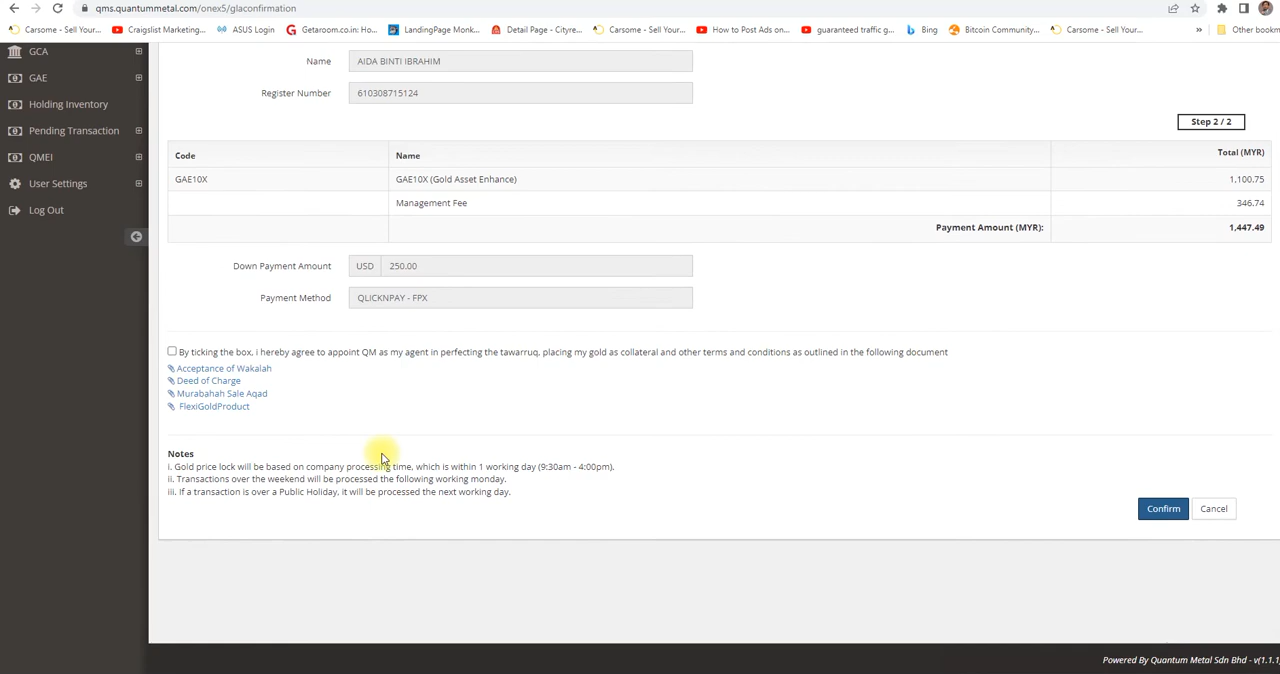 qms.quantummetal.com/onex5/glaconfirmation
Carsome - Sell Your... Craigslist Marketing... ASUS Login Getaroom.co.in: Ho... LandingPage Monk... Detail Page - Cityre... Carsome - Sell Your... How to Post Ads on... guaranteed traffic g... Bing Bitcoin Community... Carsome - Sell Your... » Other bookm
GCA
GAE
Holding Inventory
Pending Transaction
QMEI
User Settings
Log Out
Name AIDA BINTI IBRAHIM
Register Number 610308715124
Step 2 / 2
Code Name Total (MYR)
GAE10X GAE10X (Gold Asset Enhance) 1,100.75
Management Fee 346.74
Payment Amount (MYR): 1,447.49
Down Payment Amount USD 250.00
Payment Method QLICKNPAY - FPX
By ticking the box, i hereby agree to appoint QM as my agent in perfecting the tawarruq, placing my gold as collateral and other terms and conditions as outlined in the following document
Acceptance of Wakalah
Deed of Charge
Murabahah Sale Aqad
FlexiGoldProduct
Notes
i. Gold price lock will be based on company processing time, which is within 1 working day (9:30am - 4:00pm).
ii. Transactions over the weekend will be processed the following working monday.
iii. If a transaction is over a Public Holiday, it will be processed the next working day.
Confirm Cancel
Powered By Quantum Metal Sdn Bhd - v(1.1.1